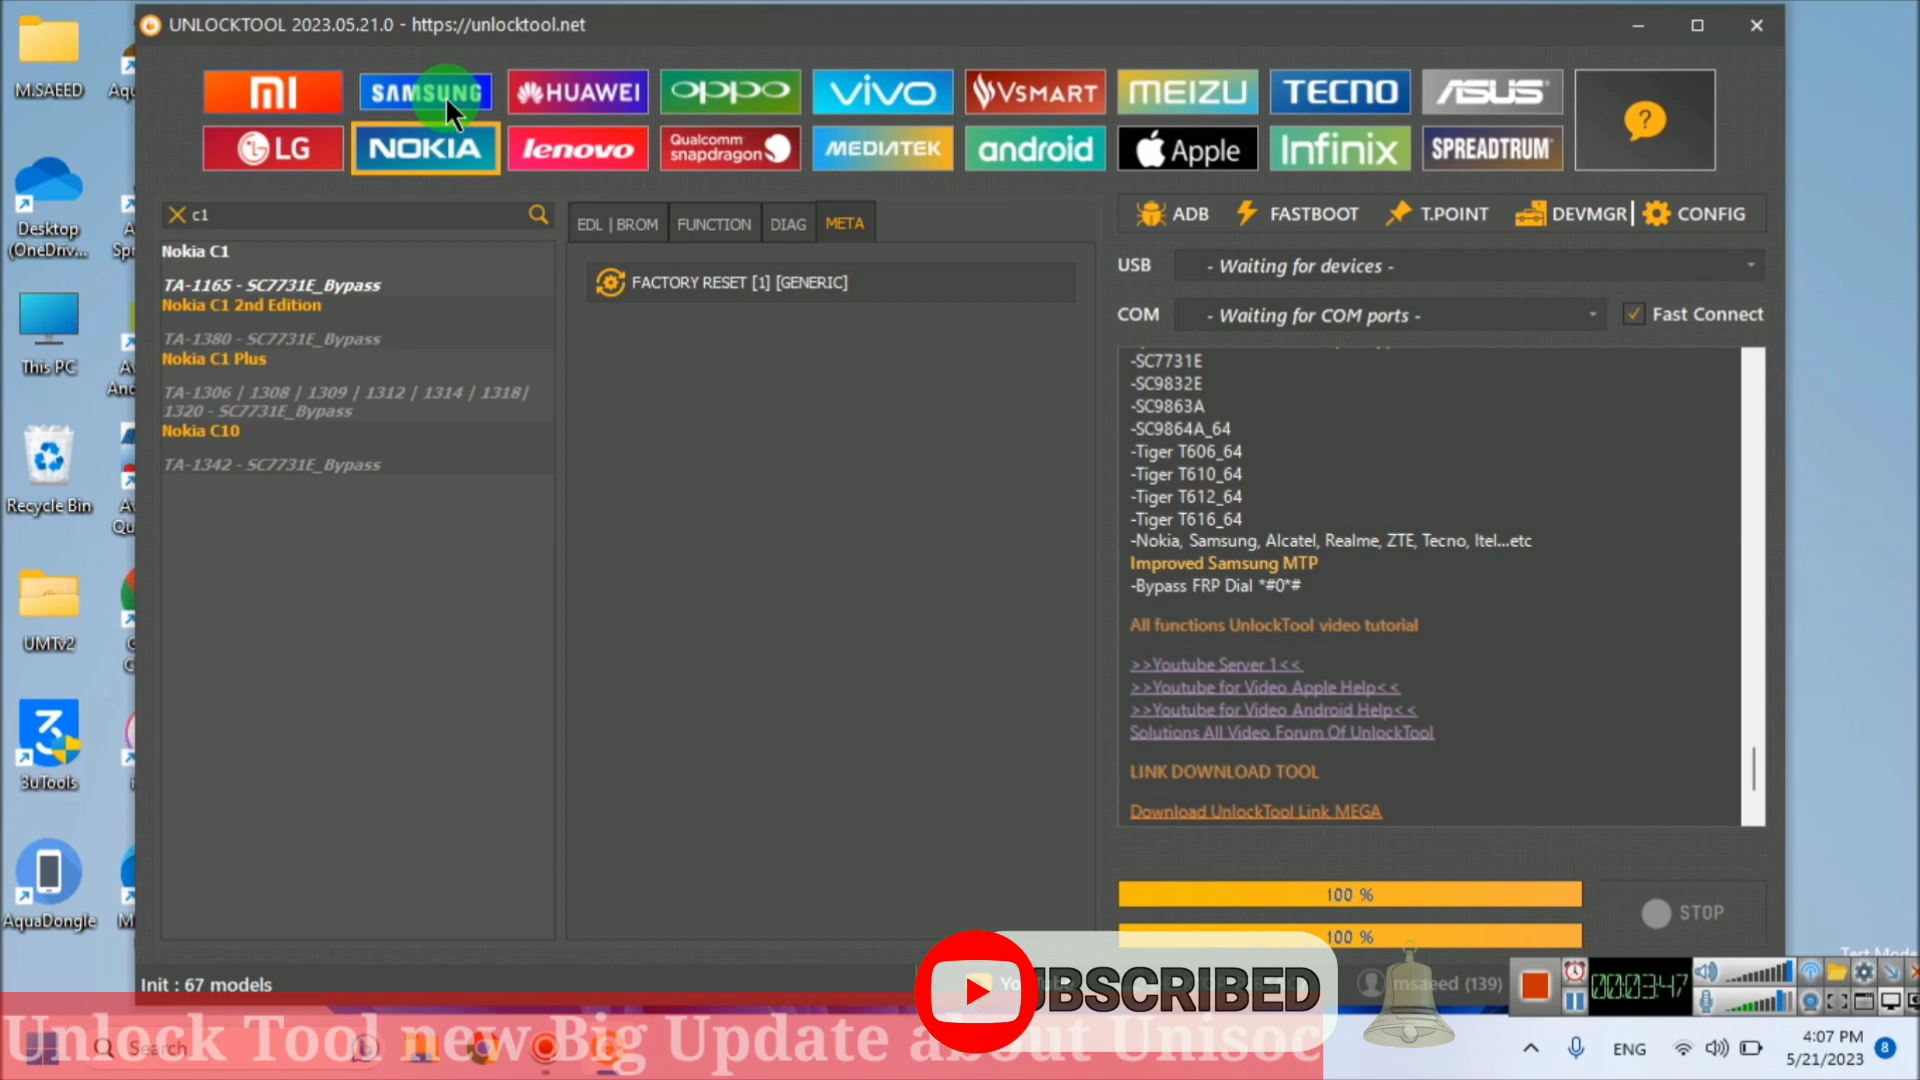 UNLOCKTOOL 2023.05.21.0 - https://unlocktool.net
M.SAEED
Desktop
(OneDriv...
This PC
Recycle Bin
UMTv2
3uTools
AquaDongle
mi
SAMSUNG
HUAWEI
oppo
vivo
VSMART
MEIZU
TECNO
ASUS
?
LG
NOKIA
lenovo
Qualcomm
snapdragon
MEDIATEK
android
Apple
Infinix
SPREADTRUM
c1
Nokia C1
TA-1165 - SC7731E_Bypass
Nokia C1 2nd Edition
TA-1380 - SC7731E_Bypass
Nokia C1 Plus
TA-1306 | 1308 | 1309 | 1312 | 1314 | 1318|
1320 - SC7731E_Bypass
Nokia C10
TA-1342 - SC7731E_Bypass
EDL | BROM
FUNCTION
DIAG
META
FACTORY RESET [1] [GENERIC]
ADB
FASTBOOT
T.POINT
DEVMGR
CONFIG
USB
- Waiting for devices -
COM
- Waiting for COM ports -
Fast Connect
-SC7731E
-SC9832E
-SC9863A
-SC9864A_64
-Tiger T606_64
-Tiger T610_64
-Tiger T612_64
-Tiger T616_64
-Nokia, Samsung, Alcatel, Realme, ZTE, Tecno, Itel...etc
Improved Samsung MTP
-Bypass FRP Dial *#0*#
All functions UnlockTool video tutorial
>>Youtube Server 1<<
>>Youtube for Video Apple Help<<
>>Youtube for Video Android Help<<
Solutions All Video Forum Of UnlockTool
LINK DOWNLOAD TOOL
Download UnlockTool Link MEGA
100 %
100 %
STOP
Init : 67 models
UBSCRIBED
msaeed (139)
00:03:47
Test Mode
Unlock Tool new Big Update about Unisoc
Search
ENG
4:07 PM
5/21/2023
8